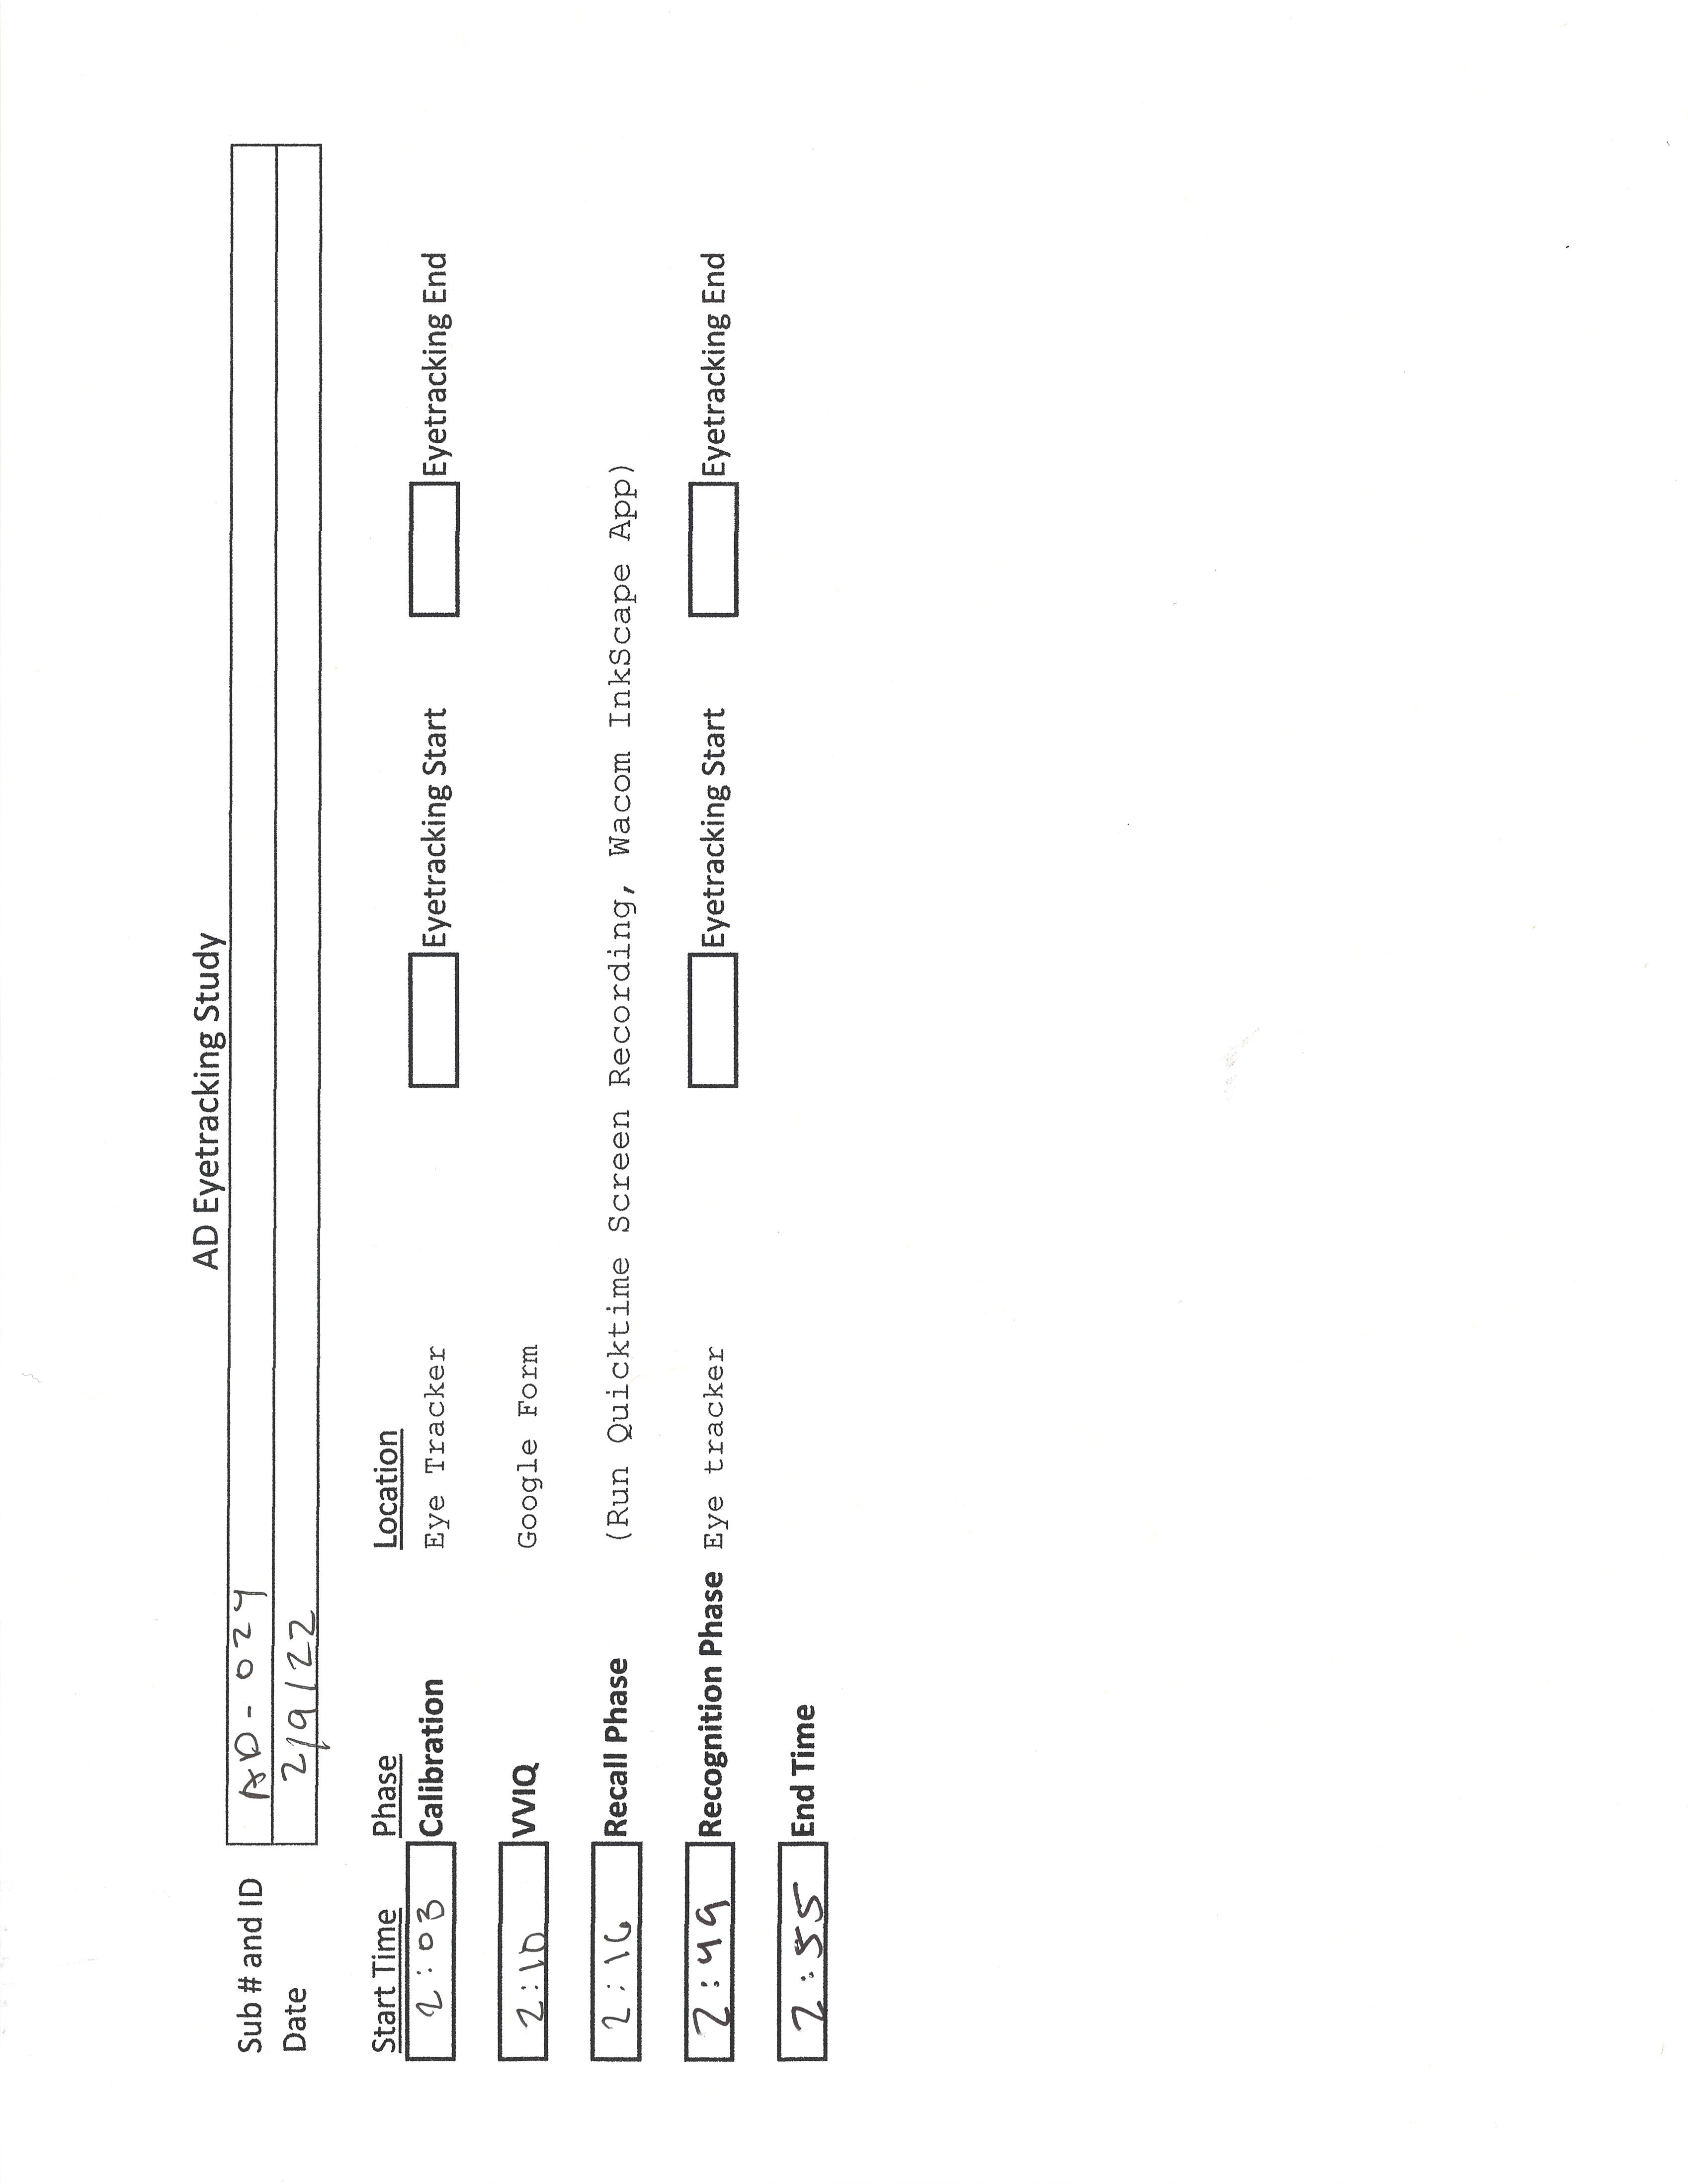 AD Eyetracking Study
Sub # and ID AD-024
Date 2/9/22
Start Time Phase Location
2:03 Calibration Eye Tracker Eyetracking Start Eyetracking End
2:10 VVIQ Google Form
2:16 Recall Phase (Run Quicktime Screen Recording, Wacom InkScape App)
2:49 Recognition Phase Eye tracker Eyetracking Start Eyetracking End
2:55 End Time